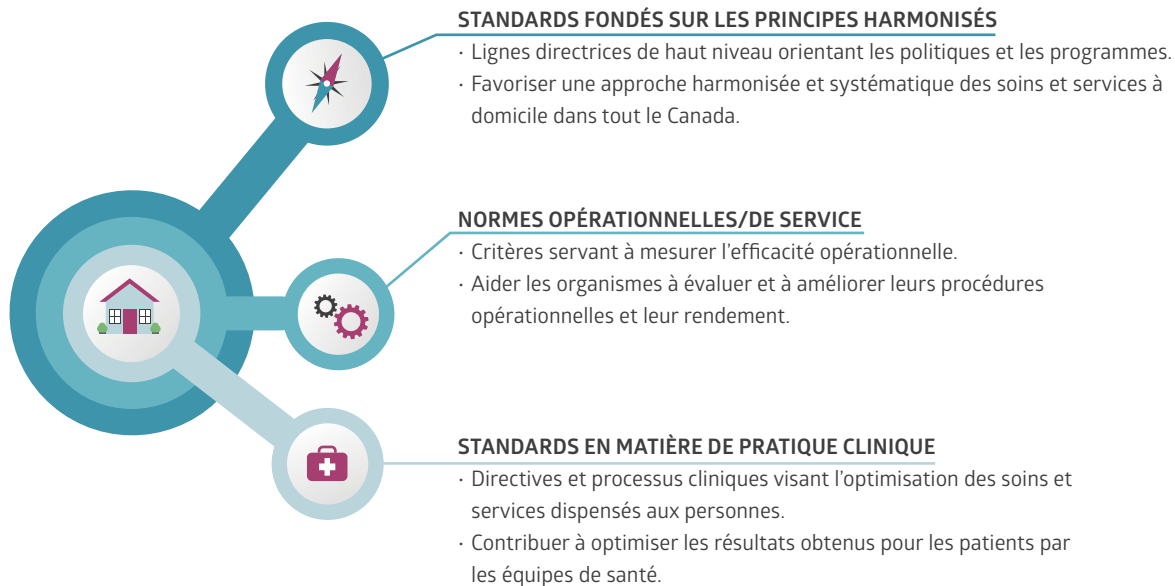 STANDARDS FONDÉS SUR LES PRINCIPES HARMONISÉS
· Lignes directrices de haut niveau orientant les politiques et les programmes.
· Favoriser une approche harmonisée et systématique des soins et services à
domicile dans tout le Canada.
NORMES OPÉRATIONNELLES/DE SERVICE
· Critères servant à mesurer l'efficacité opérationnelle.
· Aider les organismes à évaluer et à améliorer leurs procédures
opérationnelles et leur rendement.
STANDARDS EN MATIÈRE DE PRATIQUE CLINIQUE
· Directives et processus cliniques visant l'optimisation des soins et
services dispensés aux personnes.
· Contribuer à optimiser les résultats obtenus pour les patients par
les équipes de santé.